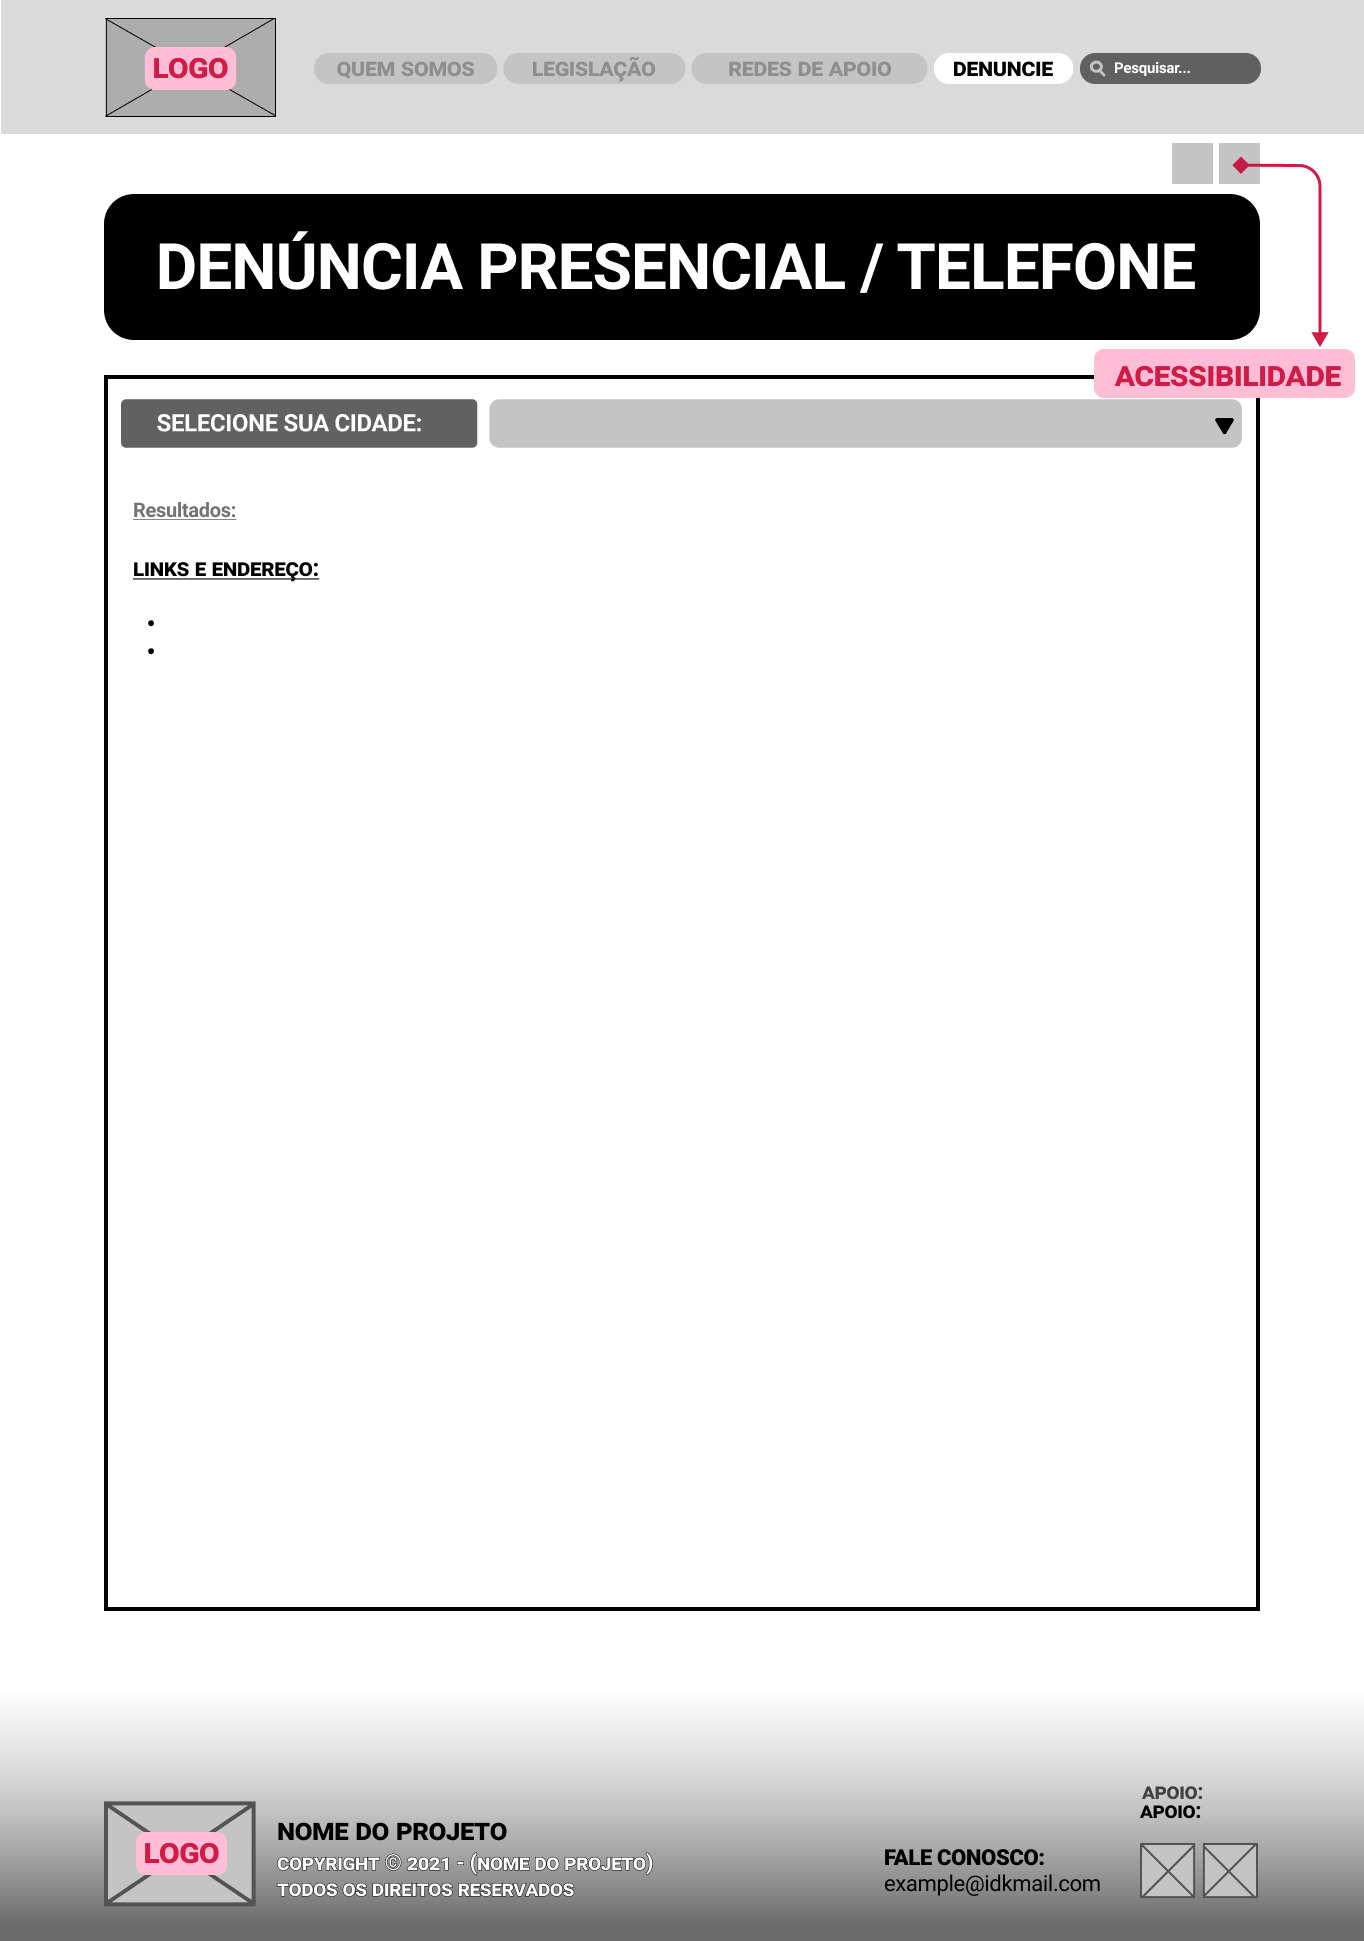 LOGO
QUEM SOMOS
LEGISLAÇÃO
REDES DE APOIO
DENUNCIE
Pesquisar...
DENÚNCIA PRESENCIAL / TELEFONE
ACESSIBILIDADE
SELECIONE SUA CIDADE:
Resultados:
LINKS E ENDEREÇO:
LOGO
NOME DO PROJETO
COPYRIGHT © 2021 - (NOME DO PROJETO)
TODOS OS DIREITOS RESERVADOS
FALE CONOSCO:
example@idkmail.com
APOIO:
APOIO: